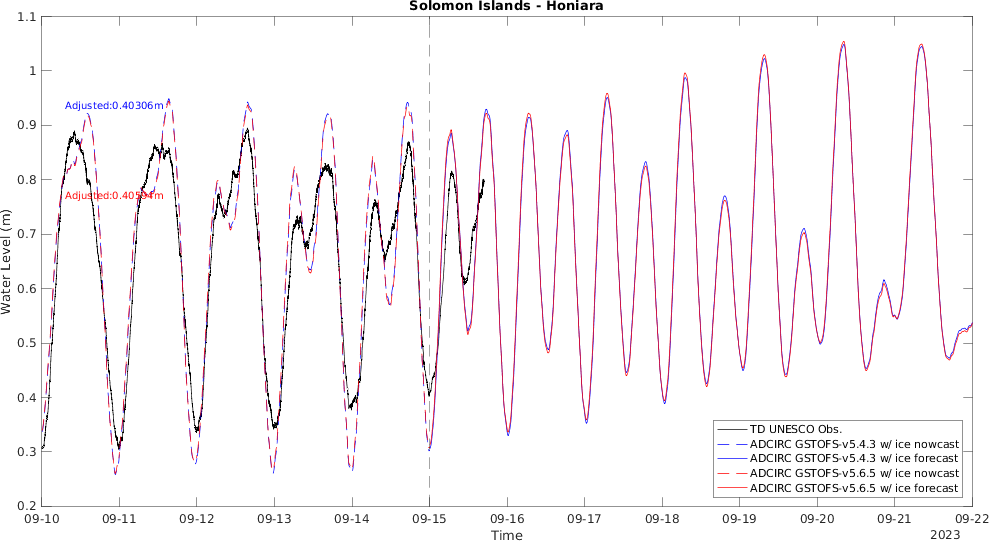 Solomon Islands - Honiara
1.1
1
0.9
0.8
0.7
0.6
0.5
0.4
0.3
0.2
Water Level (m)
Adjusted:0.40306m
Adjusted:0.40594m
TD UNESCO Obs.
ADCIRC GSTOFS-v5.4.3 w/ ice nowcast
ADCIRC GSTOFS-v5.4.3 w/ ice forecast
ADCIRC GSTOFS-v5.6.5 w/ ice nowcast
ADCIRC GSTOFS-v5.6.5 w/ ice forecast
09-10 09-11 09-12 09-13 09-14 09-15 09-16 09-17 09-18 09-19 09-20 09-21 09-22
Time
2023